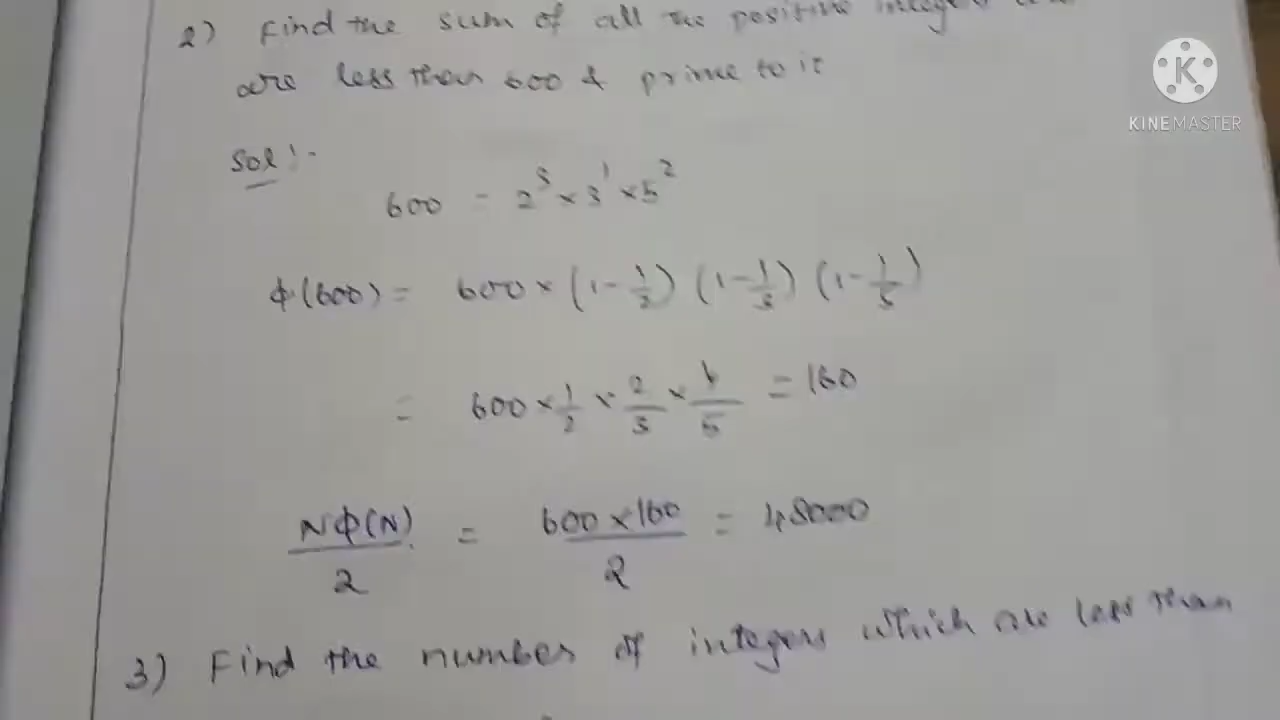 2) Find the sum of all the positive integers
are less than 600 & prime to it
KINEMASTER
Sol:-
600 = 2³ × 3¹ × 5²
ϕ(600) = 600 × (1 - 1/2) (1 - 1/3) (1 - 1/5)
= 600 × 1/2 × 2/3 × 4/5 = 160
Nϕ(N)/2 = 600 × 160/2 = 48000
3) Find the number of integers which are less than